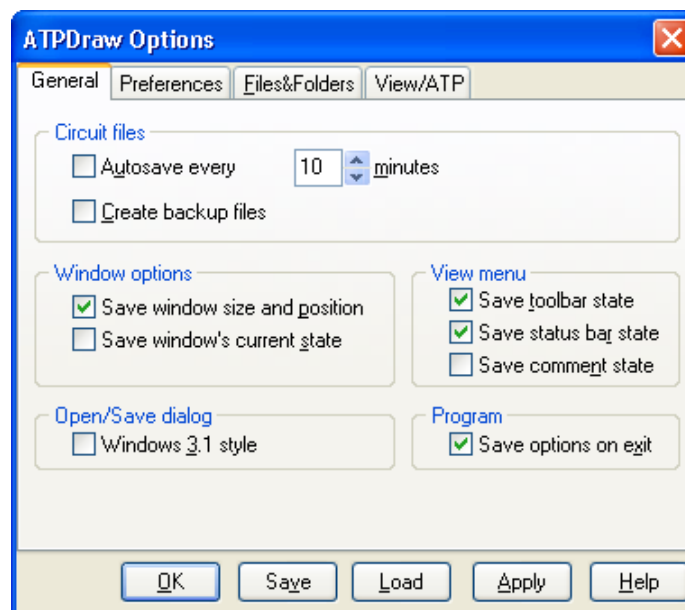 ATPDraw Options
General Preferences Files&Folders View/ATP
Circuit files
Autosave every 10 minutes
Create backup files
Window options
Save window size and position
Save window's current state
View menu
Save toolbar state
Save status bar state
Save comment state
Open/Save dialog
Windows 3.1 style
Program
Save options on exit
OK Save Load Apply Help